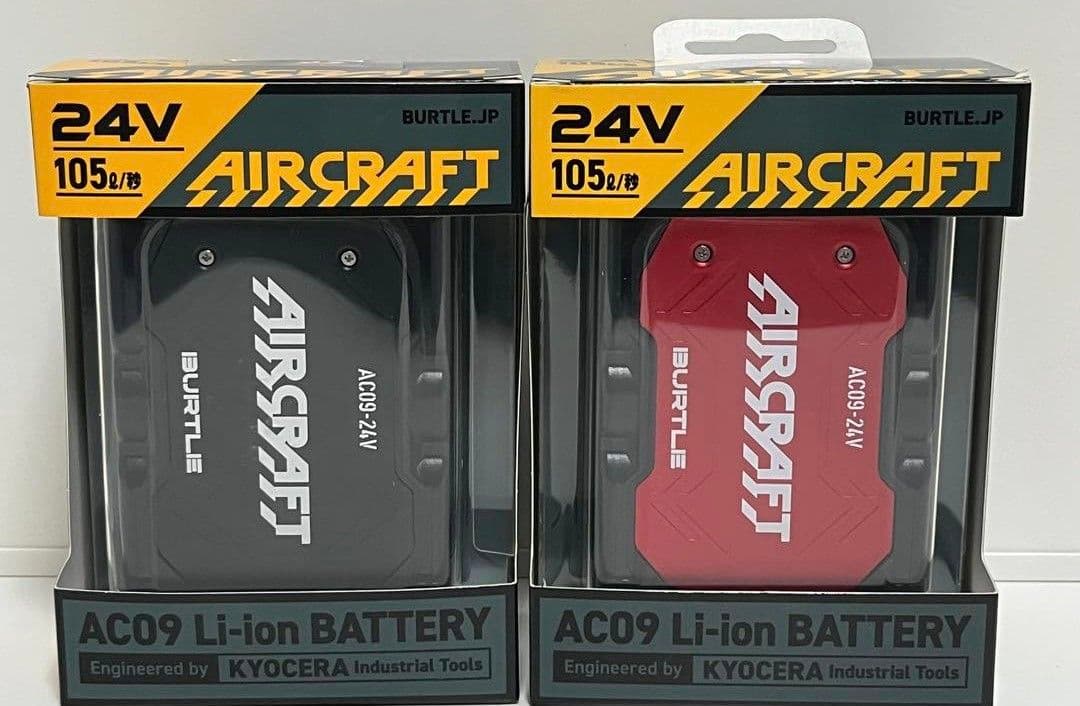 24V
105ℓ/秒
BURTLE.JP
AIRCRAFT
AC09-24V
AIRCRAFT
BURTLE
AC09 Li-ion BATTERY
Engineered by KYOCERA Industrial Tools
24V
105ℓ/秒
BURTLE.JP
AIRCRAFT
AC09-24V
AIRCRAFT
BURTLE
AC09 Li-ion BATTERY
Engineered by KYOCERA Industrial Tools